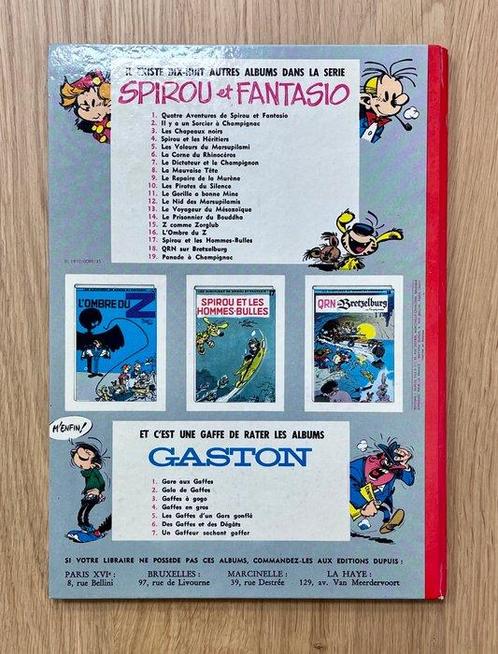 IL EXISTE DIX-HUIT AUTRES ALBUMS DANS LA SERIE
SPIROU et FANTASIO
1. Quatre Aventures de Spirou et Fantasio
2. Il y a un Sorcier à Champignac
3. Les Chapeaux noirs
4. Spirou et les Héritiers
5. Les Voleurs du Marsupilami
6. La Corne du Rhinocéros
7. Le Dictateur et le Champignon
8. La Mauvaise Tête
9. Le Repaire de la Murène
10. Les Pirates du Silence
11. Le Gorille a bonne Mine
12. Le Nid des Marsupilamis
13. Le Voyageur du Mésozoïque
14. Le Prisonnier du Bouddha
15. Z comme Zorglub
16. L'Ombre du Z
17. Spirou et les Hommes-Bulles
18. QRN sur Bretzelburg
19. Panade à Champignac
L'OMBRE DU Z
SPIROU ET LES
HOMMES-BULLES
QRN sur Bretzelburg
M'ENFIN!
ET C'EST UNE GAFFE DE RATER LES ALBUMS
GASTON
1. Gare aux Gaffes
2. Gala de Gaffes
3. Gaffes à gogo
4. Gaffes en gros
5. Les Gaffes d'un Gars gonflé
6. Des Gaffes et des Dégâts
7. Un Gaffeur sachant gaffer
SI VOTRE LIBRAIRE NE POSSEDE PAS CES ALBUMS, COMMANDEZ-LES AUX EDITIONS DUPUIS :
PARIS XVIe : BRUXELLES : MARCINELLE : LA HAYE :
8, rue Bellini 97, rue de Livourne 39, rue Destrée 129, av. Van Meerdervoort